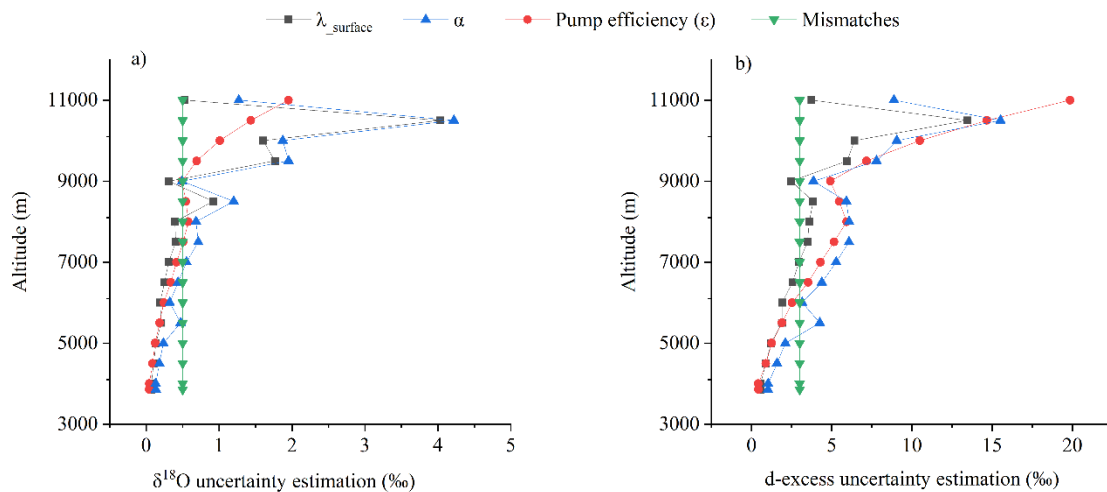 λ_surface α Pump efficiency (ε) Mismatches
a)
11000
9000
7000
5000
3000
Altitude (m)
0 1 2 3 4 5
δ18O uncertainty estimation (‰)
b)
11000
9000
7000
5000
3000
Altitude (m)
0 5 10 15 20
d-excess uncertainty estimation (‰)